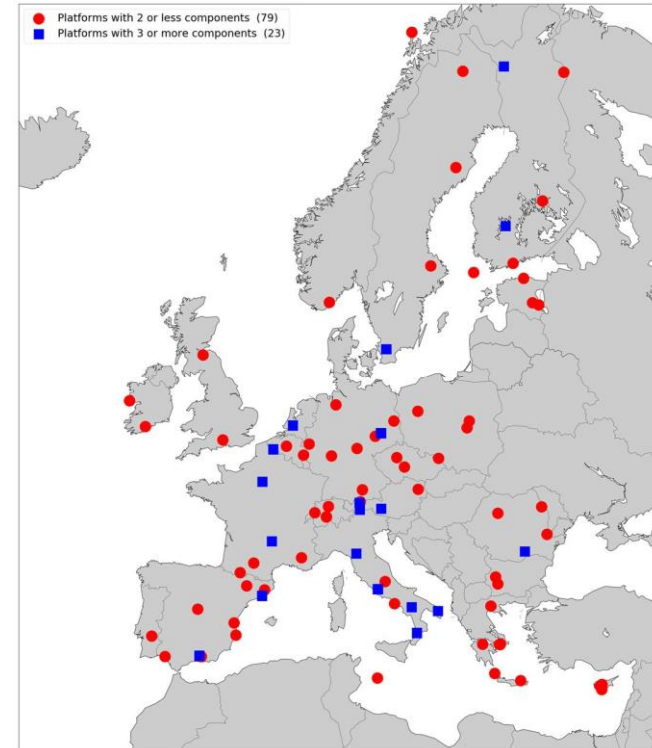 Platforms with 2 or less components (79)
Platforms with 3 or more components (23)